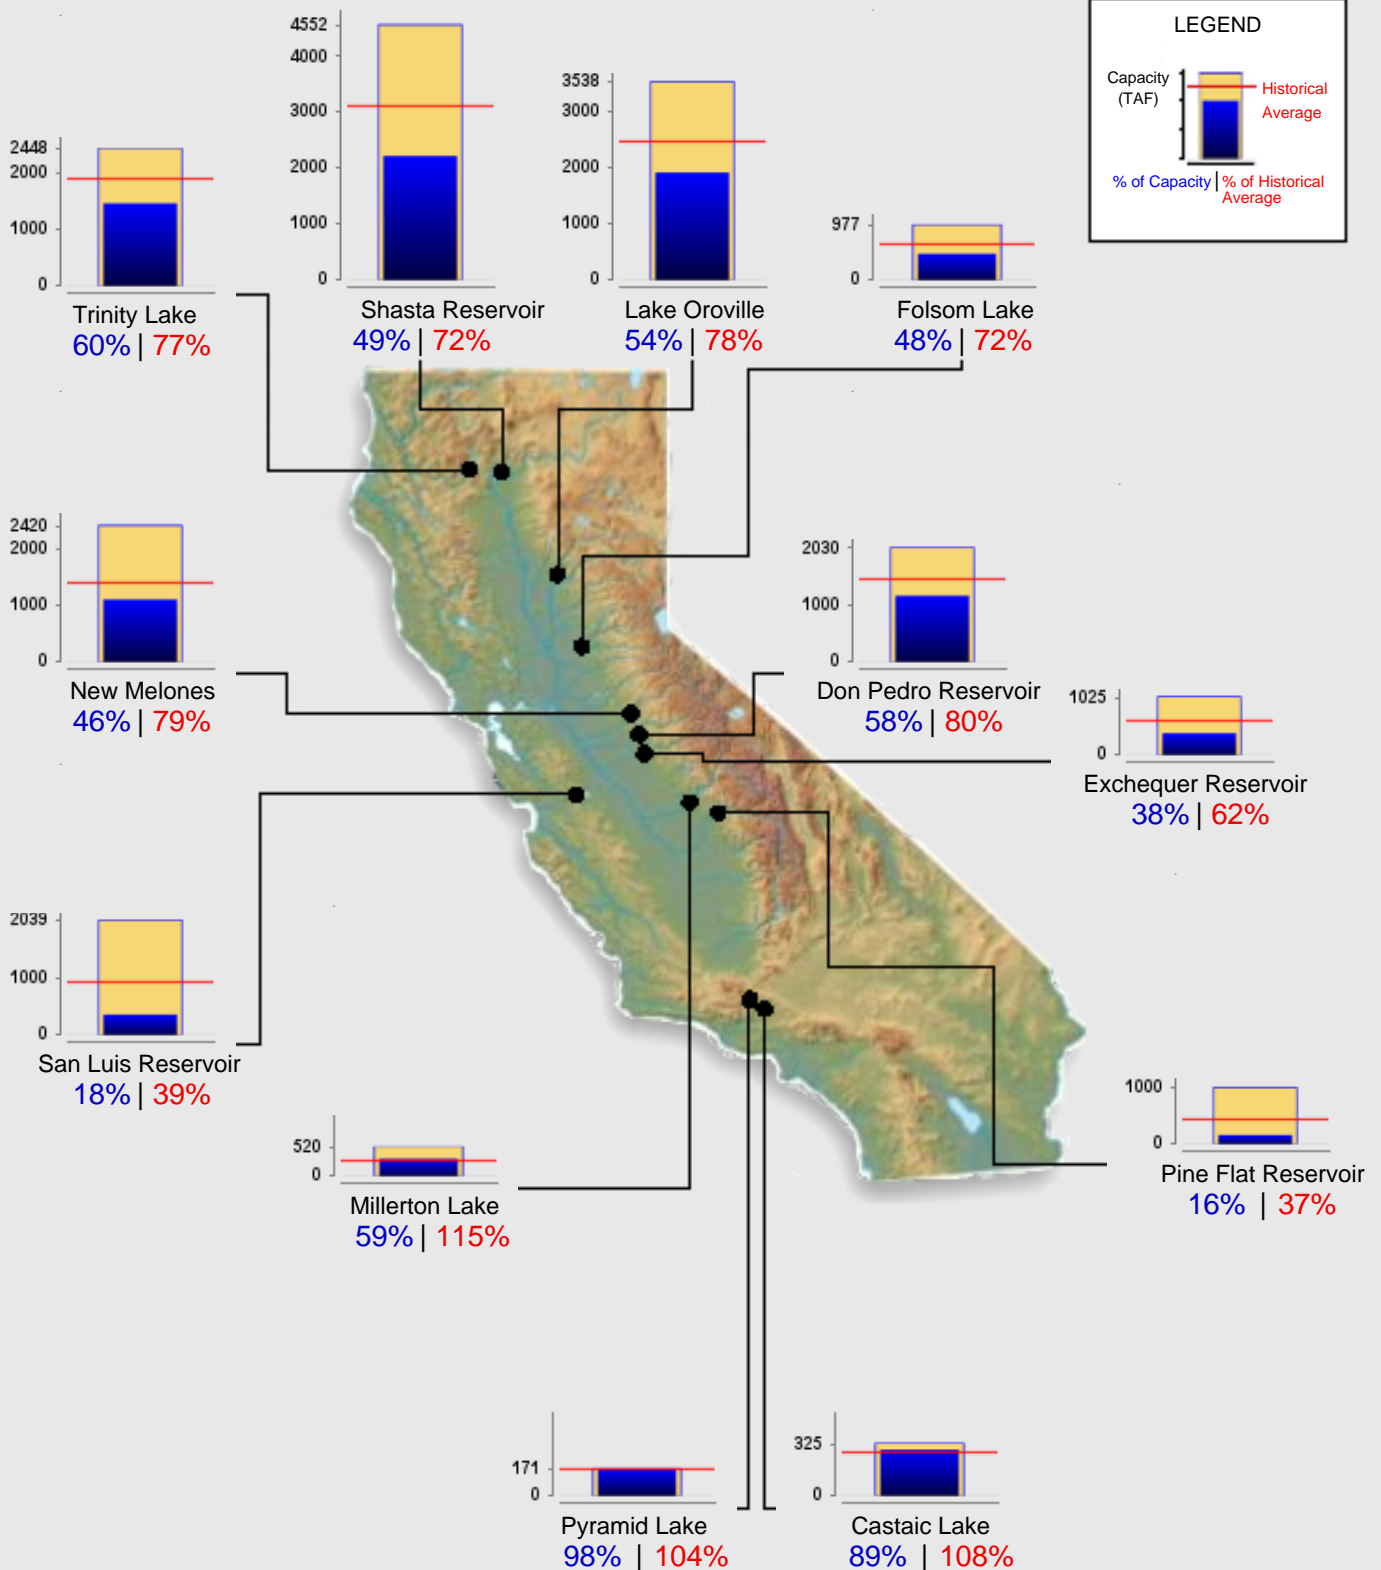 LEGEND
Capacity
(TAF)
Historical
Average
% of Capacity | % of Historical
Average
4552
4000
3000
2000
1000
0
Shasta Reservoir
49% | 72%
3538
3000
2000
1000
0
Lake Oroville
54% | 78%
2448
2000
1000
0
Trinity Lake
60% | 77%
977
0
Folsom Lake
48% | 72%
2420
2000
1000
0
New Melones
46% | 79%
2030
1000
0
Don Pedro Reservoir
58% | 80%
1025
0
Exchequer Reservoir
38% | 62%
2039
1000
0
San Luis Reservoir
18% | 39%
520
0
Millerton Lake
59% | 115%
1000
0
Pine Flat Reservoir
16% | 37%
171
0
Pyramid Lake
98% | 104%
325
0
Castaic Lake
89% | 108%